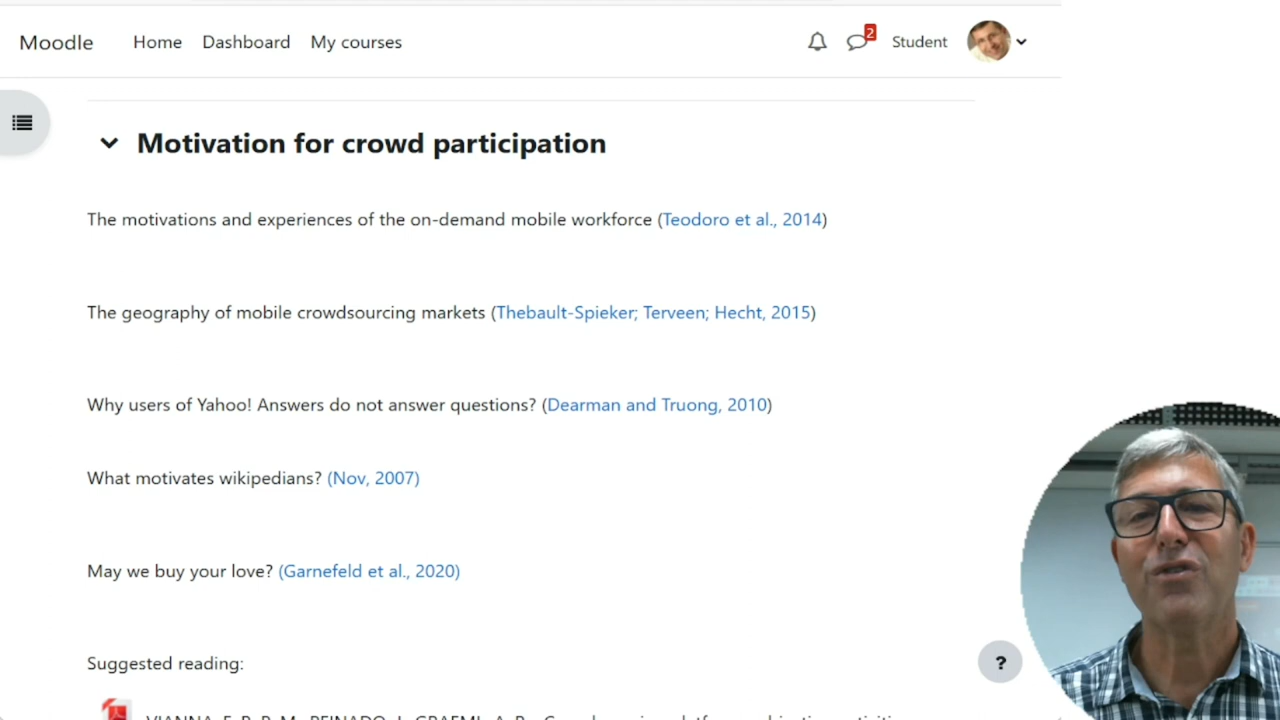 Moodle Home Dashboard My courses 2 Student
Motivation for crowd participation
The motivations and experiences of the on-demand mobile workforce (Teodoro et al., 2014)
The geography of mobile crowdsourcing markets (Thebault-Spieker; Terveen; Hecht, 2015)
Why users of Yahoo! Answers do not answer questions? (Dearman and Truong, 2010)
What motivates wikipedians? (Nov, 2007)
May we buy your love? (Garnefeld et al., 2020)
Suggested reading:
?